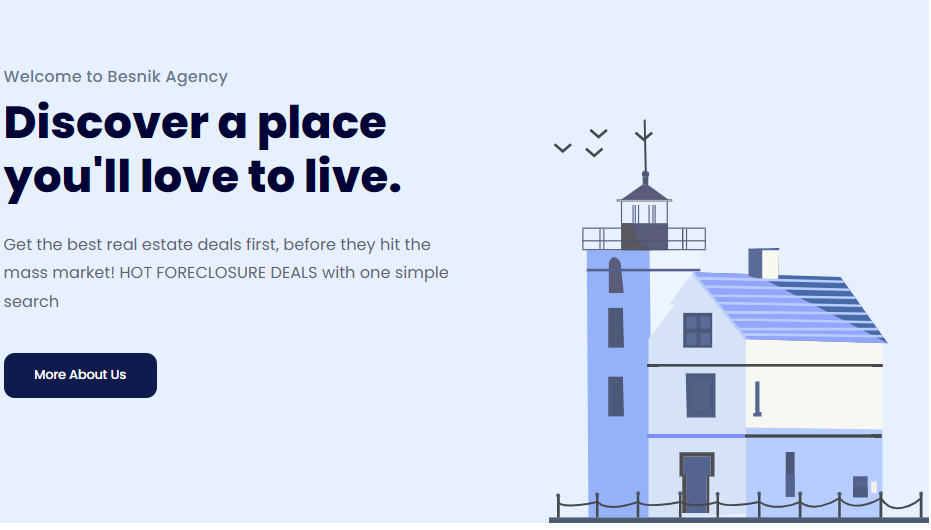 Welcome to Besnik Agency
Discover a place
you'll love to live.
Get the best real estate deals first, before they hit the
mass market! HOT FORECLOSURE DEALS with one simple
search
More About Us